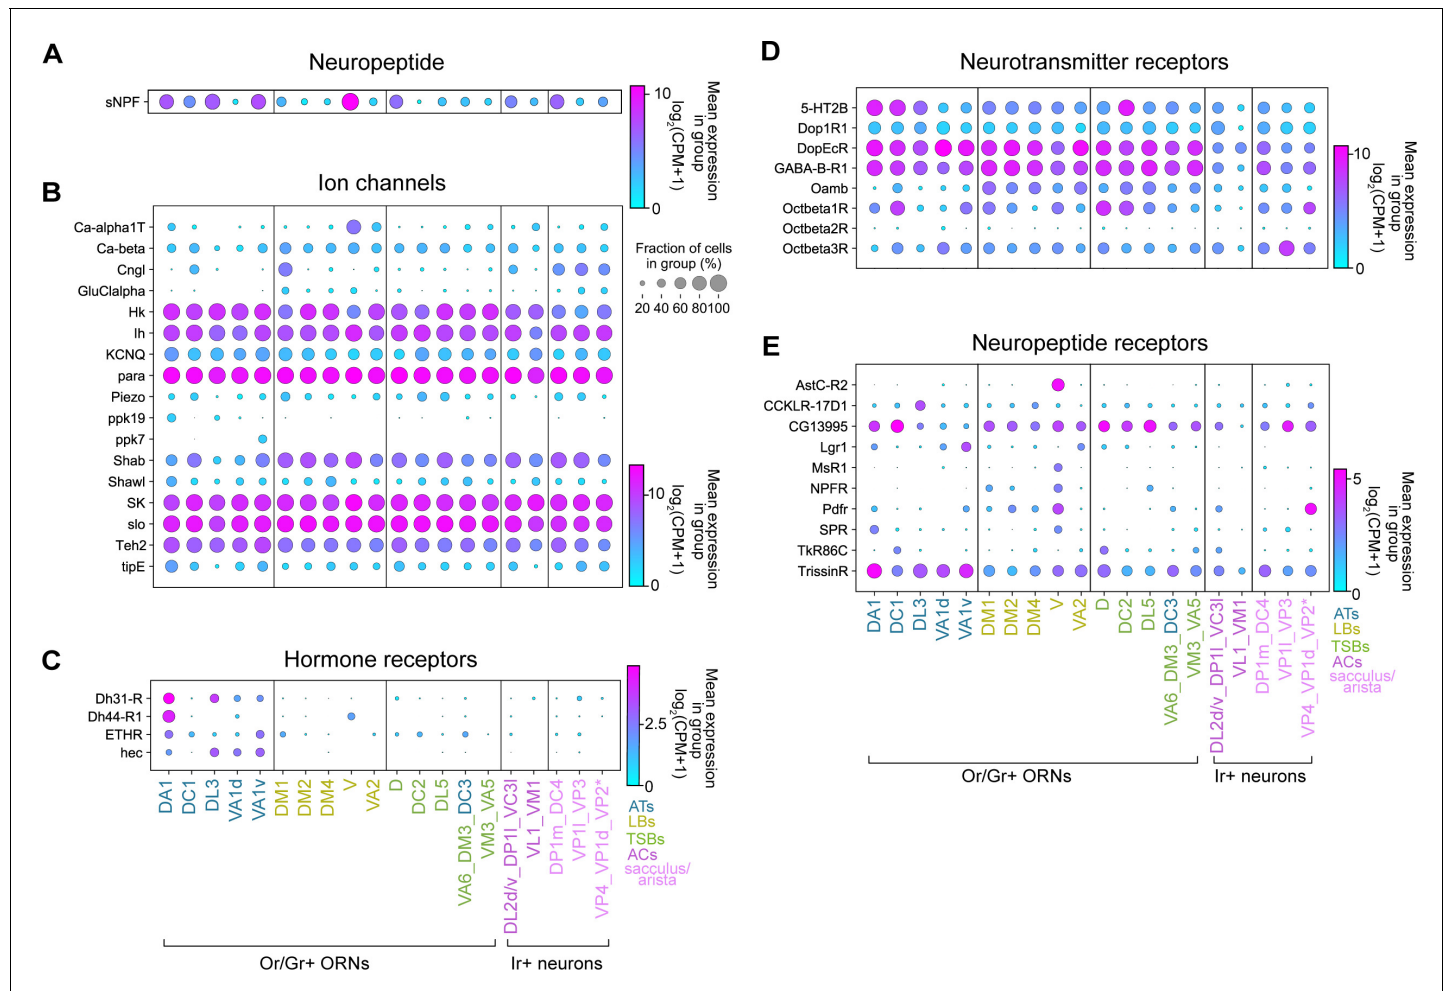 A
Neuropeptide
sNPF
10
0
Mean expression
in group
log2(CPM+1)
B
Ion channels
Ca-alpha1T
Ca-beta
Cngl
GluClalpha
Hk
Ih
KCNQ
para
Piezo
ppk19
ppk7
Shab
Shawl
SK
slo
Teh2
tipE
Fraction of cells
in group (%)
20 40 60 80 100
10
0
Mean expression
in group
log2(CPM+1)
C
Hormone receptors
Dh31-R
Dh44-R1
ETHR
hec
2.5
0
Mean expression
in group
log2(CPM+1)
DA1
DC1
DL3
VA1d
VA1v
DM1
DM2
DM4
V
VA2
D
DC2
DL5
VA6_DM3_DC3
VM3_VA5
DL2d/v_DP1l_VC3l
VL1_VM1
DP1m_DC4
VP1l_VP3
VP4_VP1d_VP2*
ATs
LBs
TSBs
ACs
sacculus/
arista
Or/Gr+ ORNs
Ir+ neurons
D
Neurotransmitter receptors
5-HT2B
Dop1R1
DopEcR
GABA-B-R1
Oamb
Octbeta1R
Octbeta2R
Octbeta3R
10
0
Mean expression
in group
log2(CPM+1)
E
Neuropeptide receptors
AstC-R2
CCKLR-17D1
CG13995
Lgr1
MsR1
NPFR
Pdfr
SPR
TkR86C
TrissinR
5
0
Mean expression
in group
log2(CPM+1)
DA1
DC1
DL3
VA1d
VA1v
DM1
DM2
DM4
V
VA2
D
DC2
DL5
VA6_DM3_DC3
VM3_VA5
DL2d/v_DP1l_VC3l
VL1_VM1
DP1m_DC4
VP1l_VP3
VP4_VP1d_VP2*
ATs
LBs
TSBs
ACs
sacculus/
arista
Or/Gr+ ORNs
Ir+ neurons